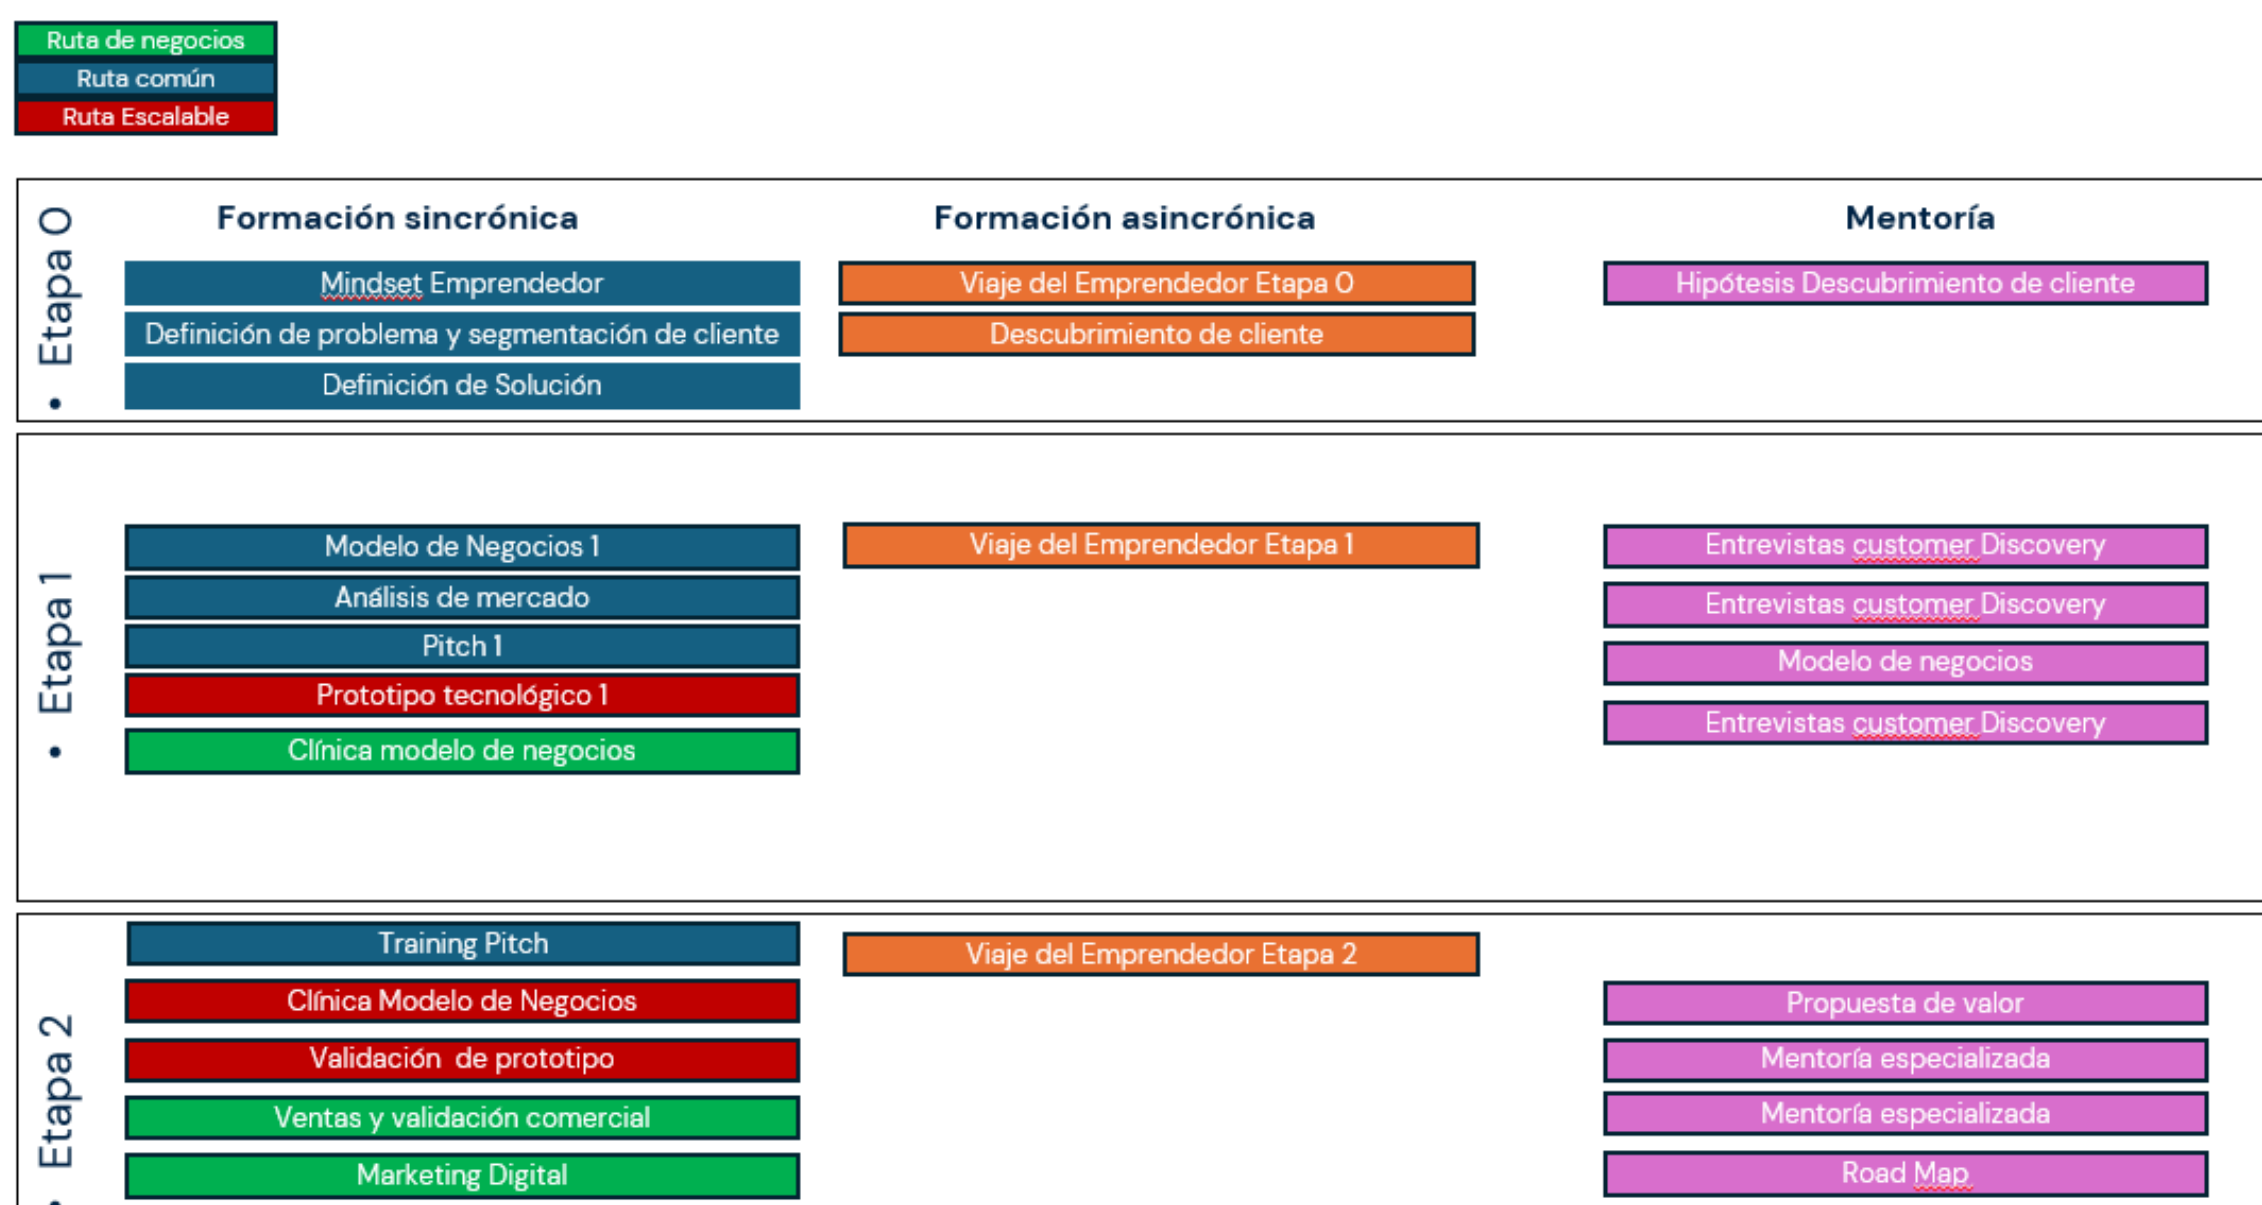 Ruta de negocios
Ruta común
Ruta Escalable
Etapa 0
Formación sincrónica
Formación asincrónica
Mentoría
Mindset Emprendedor
Viaje del Emprendedor Etapa 0
Hipótesis Descubrimiento de cliente
Definición de problema y segmentación de cliente
Descubrimiento de cliente
Definición de Solución
Etapa 1
Modelo de Negocios 1
Viaje del Emprendedor Etapa 1
Entrevistas customer Discovery
Análisis de mercado
Entrevistas customer Discovery
Pitch 1
Modelo de negocios
Prototipo tecnológico 1
Entrevistas customer Discovery
Clínica modelo de negocios
Etapa 2
Training Pitch
Viaje del Emprendedor Etapa 2
Clínica Modelo de Negocios
Propuesta de valor
Validación  de prototipo
Mentoría especializada
Ventas y validación comercial
Mentoría especializada
Marketing Digital
Road Map